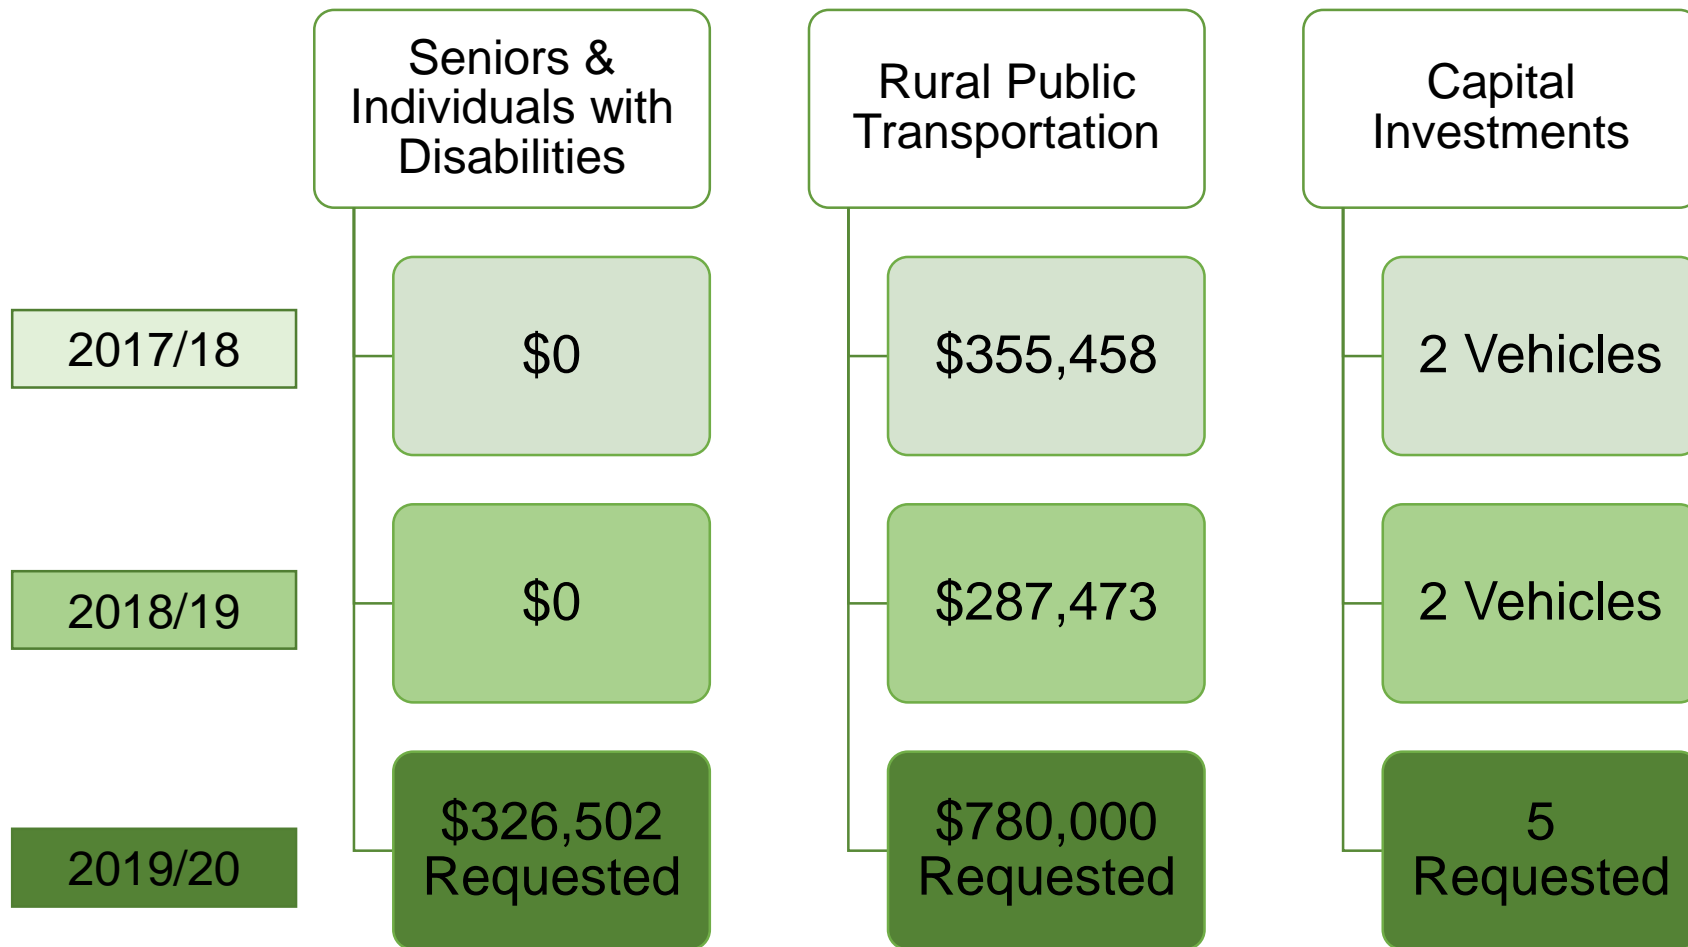 Seniors &
Individuals with
Disabilities
Rural Public
Transportation
Capital
Investments
2017/18
$0
$355,458
2 Vehicles
2018/19
$0
$287,473
2 Vehicles
2019/20
$326,502
Requested
$780,000
Requested
5
Requested